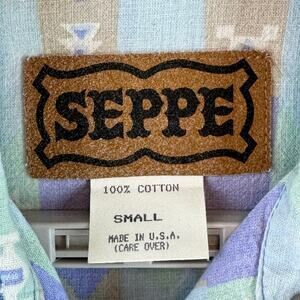 SEPPE
100% COTTON
SMALL
MADE IN U.S.A.
(CARE OVER)